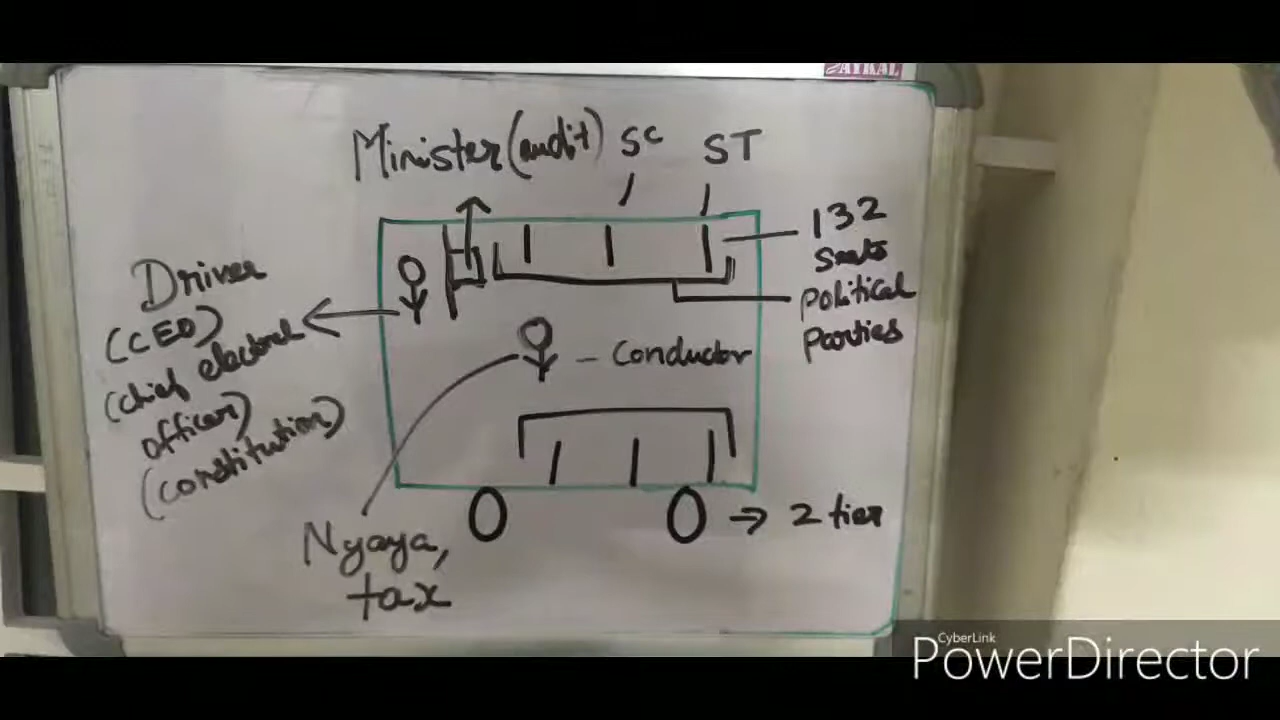 Minister (audit) SC ST
132
Seats
Political
Parties
Driver
(CEO)
(chief electoral
officer)
(constitution)
- Conductor
Nyaya,
tax
→ 2 tier
CyberLink
PowerDirector